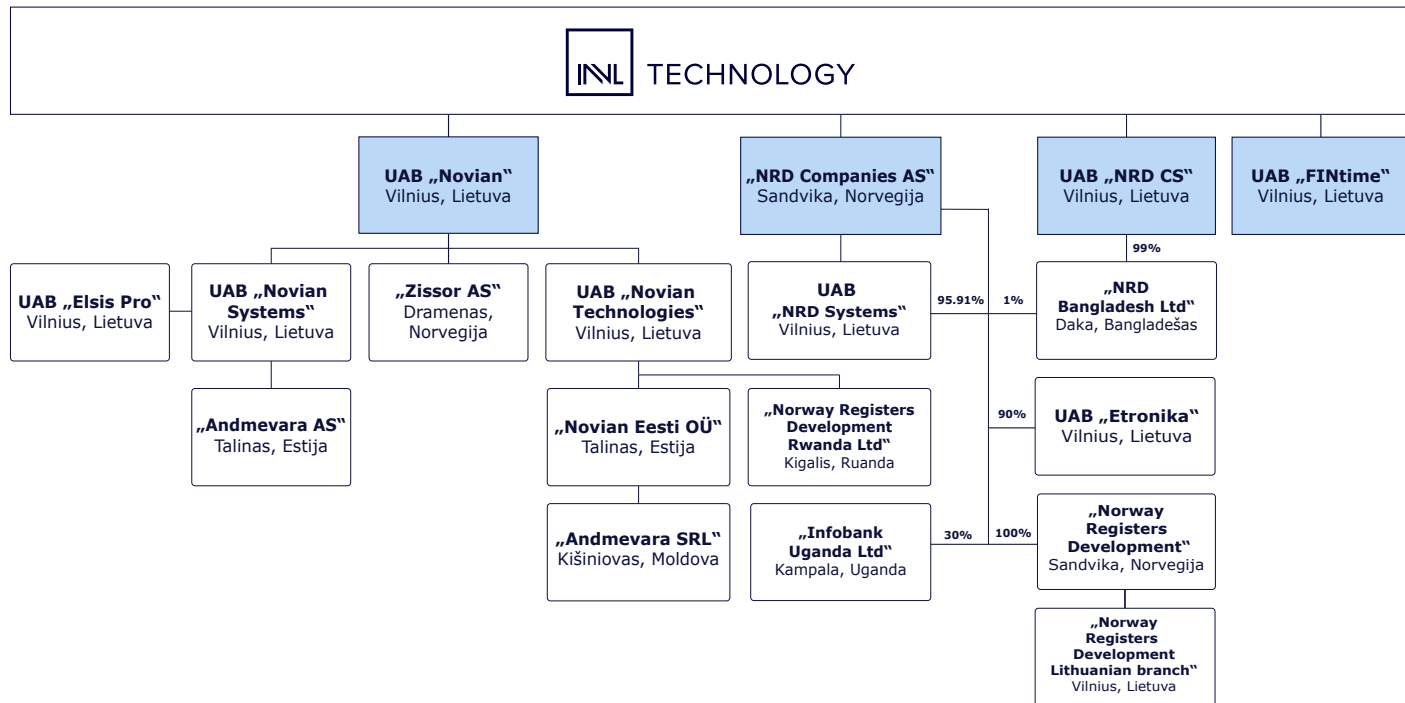 INVL TECHNOLOGY
UAB „Novian“
Vilnius, Lietuva
„NRD Companies AS“
Sandvika, Norvegija
UAB „NRD CS“
Vilnius, Lietuva
UAB „FINtime“
Vilnius, Lietuva
99%
UAB „Elsis Pro“
Vilnius, Lietuva
UAB „Novian
Systems“
Vilnius, Lietuva
„Zissor AS“
Dramenas,
Norvegija
UAB „Novian
Technologies“
Vilnius, Lietuva
UAB
„NRD Systems“
Vilnius, Lietuva
95.91%
1%
„NRD
Bangladesh Ltd“
Daka, Bangladešas
„Andmevara AS“
Talinas, Estija
„Novian Eesti OÜ“
Talinas, Estija
„Norway Registers
Development
Rwanda Ltd“
Kigalis, Ruanda
90%
UAB „Etronika“
Vilnius, Lietuva
„Andmevara SRL“
Kišiniovas, Moldova
„Infobank
Uganda Ltd“
Kampala, Uganda
30%
100%
„Norway
Registers
Development“
Sandvika, Norvegija
„Norway
Registers
Development
Lithuanian branch“
Vilnius, Lietuva